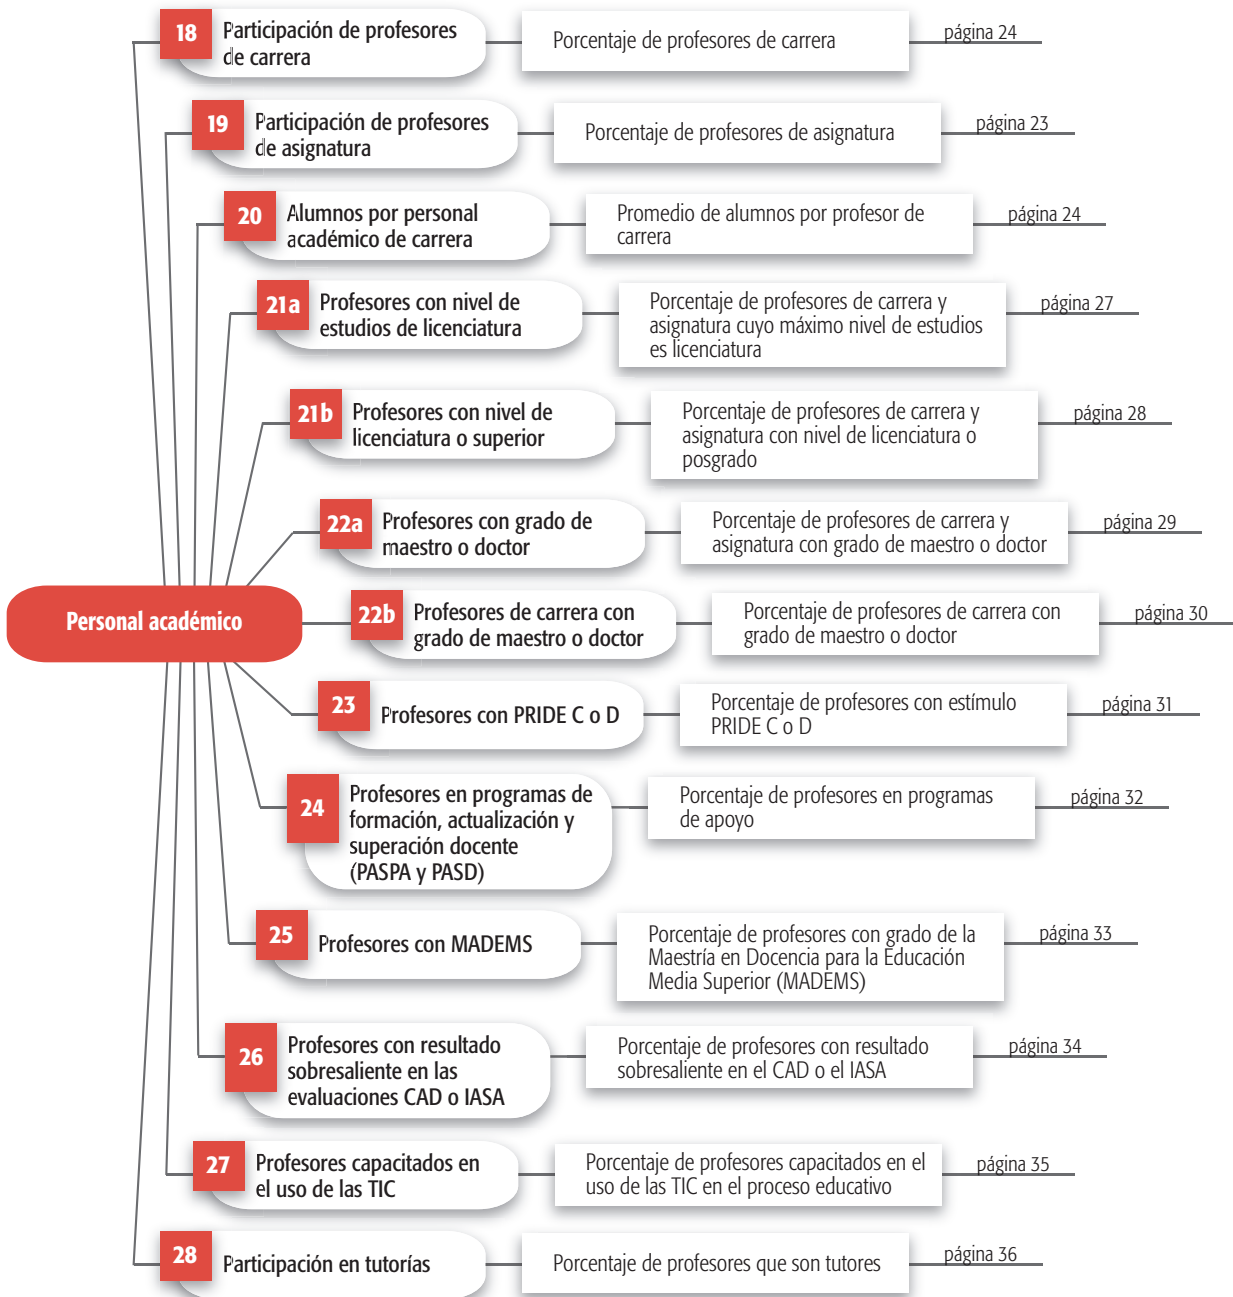 18
Participación de profesores
de carrera
Porcentaje de profesores de carrera
página 24
19
Participación de profesores
de asignatura
Porcentaje de profesores de asignatura
página 23
20
Alumnos por personal
académico de carrera
Promedio de alumnos por profesor de
carrera
página 24
21a
Profesores con nivel de
estudios de licenciatura
Porcentaje de profesores de carrera y
asignatura cuyo máximo nivel de estudios
es licenciatura
página 27
21b
Profesores con nivel de
licenciatura o superior
Porcentaje de profesores de carrera y
asignatura con nivel de licenciatura o
posgrado
página 28
22a
Profesores con grado de
maestro o doctor
Porcentaje de profesores de carrera y
asignatura con grado de maestro o doctor
página 29
Personal académico
22b
Profesores de carrera con
grado de maestro o doctor
Porcentaje de profesores de carrera con
grado de maestro o doctor
página 30
23
Profesores con PRIDE C o D
Porcentaje de profesores con estímulo
PRIDE C o D
página 31
24
Profesores en programas de
formación, actualización y
superación docente
(PASPA y PASD)
Porcentaje de profesores en programas
de apoyo
página 32
25
Profesores con MADEMS
Porcentaje de profesores con grado de la
Maestría en Docencia para la Educación
Media Superior (MADEMS)
página 33
26
Profesores con resultado
sobresaliente en las
evaluaciones CAD o IASA
Porcentaje de profesores con resultado
sobresaliente en el CAD o el IASA
página 34
27
Profesores capacitados en
el uso de las TIC
Porcentaje de profesores capacitados en el
uso de las TIC en el proceso educativo
página 35
28
Participación en tutorías
Porcentaje de profesores que son tutores
página 36